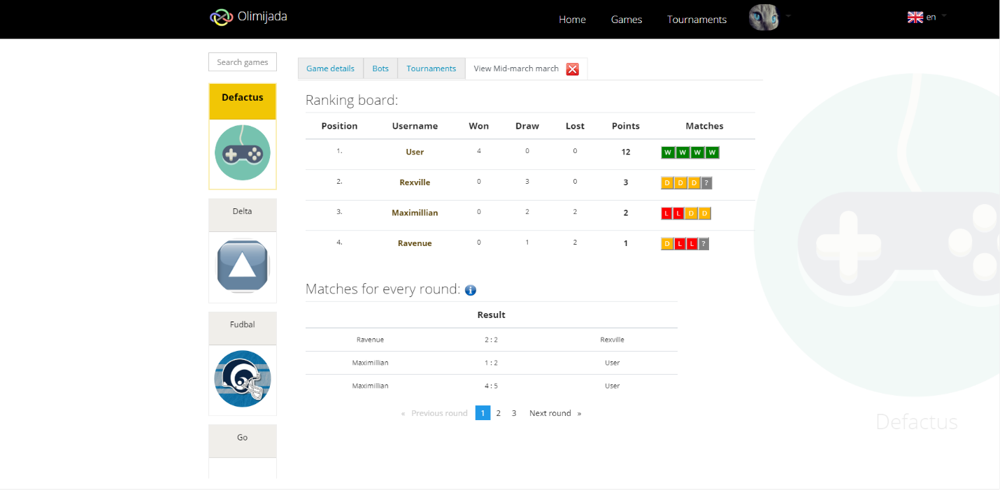 Olimijada
Home Games Tournaments en
Search games
Defactus
Delta
Fudbal
Go
Game details Bots Tournaments View Mid-march march
Ranking board:
Position Username Won Draw Lost Points Matches
1. User 4 0 0 12 W W W W
2. Rexville 0 3 0 3 D D D ?
3. Maximillian 0 2 2 2 L L D D
4. Ravenue 0 1 2 1 D L L ?
Matches for every round:
Result
Ravenue 2 : 2 Rexville
Maximillian 1 : 2 User
Maximillian 4 : 5 User
« Previous round 1 2 3 Next round »
Defactus